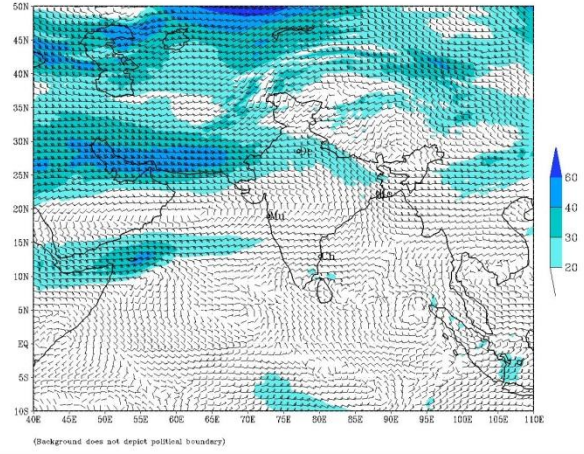 50N
45N
40N
35N
30N
25N
20N
15N
10N
5N
EQ
5S
10S
Mu
Ch
60
40
30
20
40E 45E 50E 55E 60E 65E 70E 75E 80E 85E 90E 95E 100E 105E 110E
(Background does not depict political boundary)